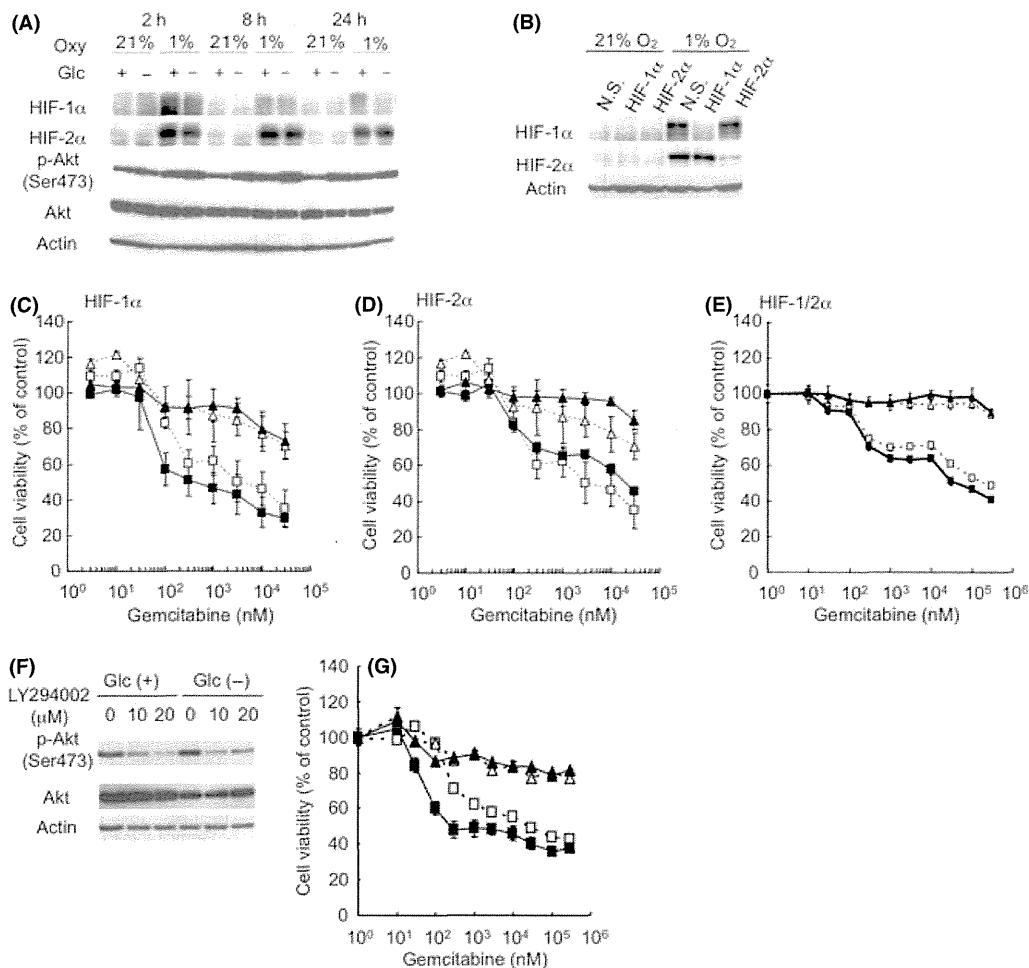 (A)
2 h 8 h 24 h
Oxy 21% 1% 21% 1% 21% 1%
Glc + − + − + − + − + − + −
HIF-1α
HIF-2α
p-Akt
(Ser473)
Akt
Actin
(B)
21% O₂ 1% O₂
N.S. HIF-1α HIF-2α N.S. HIF-1α HIF-2α
HIF-1α
HIF-2α
Actin
(C) HIF-1α
140
120
100
80
60
40
20
0
Cell viability (% of control)
10⁰ 10¹ 10² 10³ 10⁴ 10⁵
Gemcitabine (nM)
(D) HIF-2α
140
120
100
80
60
40
20
0
Cell viability (% of control)
10⁰ 10¹ 10² 10³ 10⁴ 10⁵
Gemcitabine (nM)
(E) HIF-1/2α
140
120
100
80
60
40
20
0
Cell viability (% of control)
10⁰ 10¹ 10² 10³ 10⁴ 10⁵ 10⁶
Gemcitabine (nM)
(F)
Glc (+) Glc (−)
LY294002
(μM) 0 10 20 0 10 20
p-Akt
(Ser473)
Akt
Actin
(G)
140
120
100
80
60
40
20
0
Cell viability (% of control)
10⁰ 10¹ 10² 10³ 10⁴ 10⁵ 10⁶
Gemcitabine (nM)